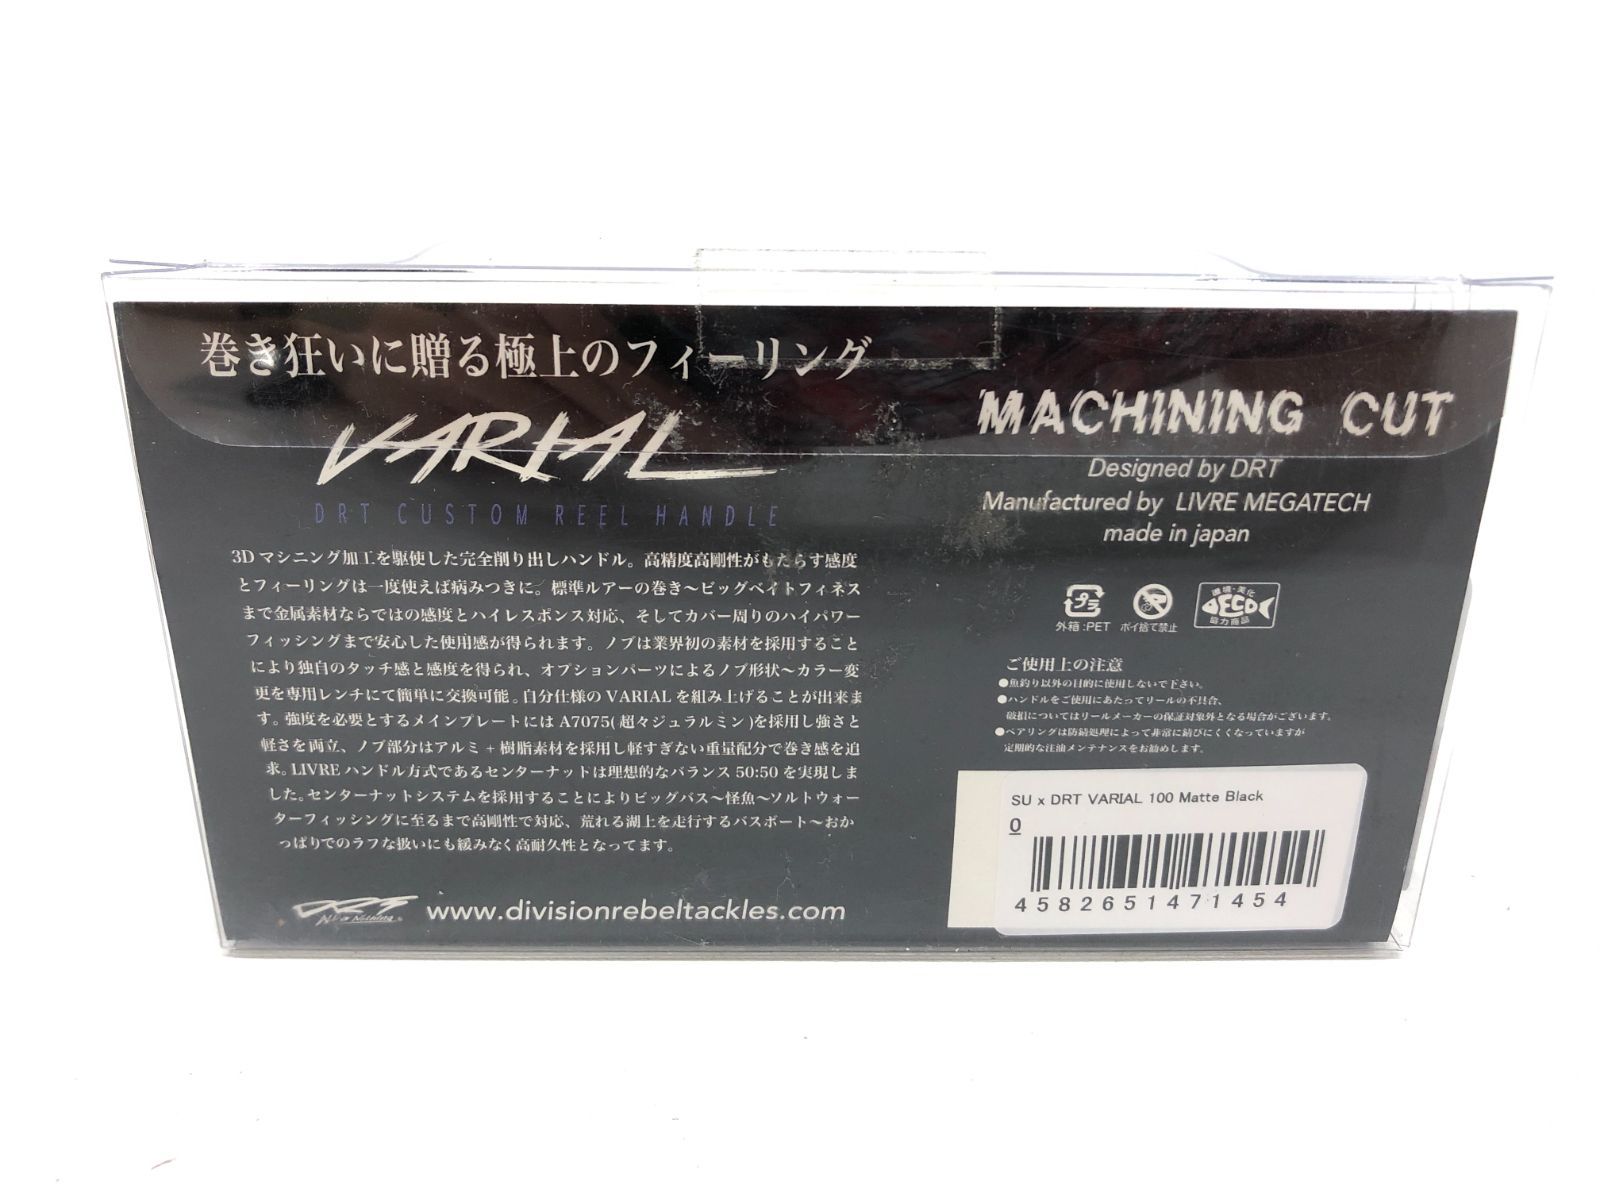 巻き狂いに贈る極上のフィーリング
VARIAL
DRT CUSTOM REEL HANDLE
3Dマシニング加工を駆使した完全削り出しハンドル。高精度高剛性がもたらす感度
とフィーリングは一度使えば病みつきに。標準ルアーの巻き〜ビッグベイトフィネス
まで金属素材ならではの感度とハイレスポンス対応、そしてカバー周りのハイパワー
フィッシングまで安心した使用感が得られます。ノブは業界初の素材を採用すること
により独自のタッチ感と感度を得られ、オプションパーツによるノブ形状〜カラー変
更を専用レンチにて簡単に交換可能。自分仕様のVARIALを組み上げることが出来ま
す。強度を必要とするメインプレートにはA7075(超々ジュラルミン)を採用し強さと
軽さを両立、ノブ部分はアルミ+樹脂素材を採用し軽すぎない重量配分で巻き感を追
求。LIVREハンドル方式であるセンターナットは理想的なバランス50:50を実現しま
した。センターナットシステムを採用することによりビッグバス〜怪魚〜ソルトウォー
ターフィッシングに至るまで高剛性で対応、荒れる湖上を走行するバスボート〜おか
っぱりでのラフな扱いにも緩みなく高耐久性となってます。
DRT
www.divisionrebeltackles.com
MACHINING CUT
Designed by DRT
Manufactured by LIVRE MEGATECH
made in japan
プラ
外箱:PET
ポイ捨て禁止
環境・美化
ECO
協力商品
ご使用上の注意
●魚釣り以外の目的に使用しないで下さい。
●ハンドルをご使用にあたってリールの不具合、
破損についてはリールメーカーの保証対象外となる場合がございます。
●ベアリングは防錆処理によって非常に錆びにくくなっていますが
定期的な注油メンテナンスをお勧めします。
SU x DRT VARIAL 100 Matte Black
0
4582651471454